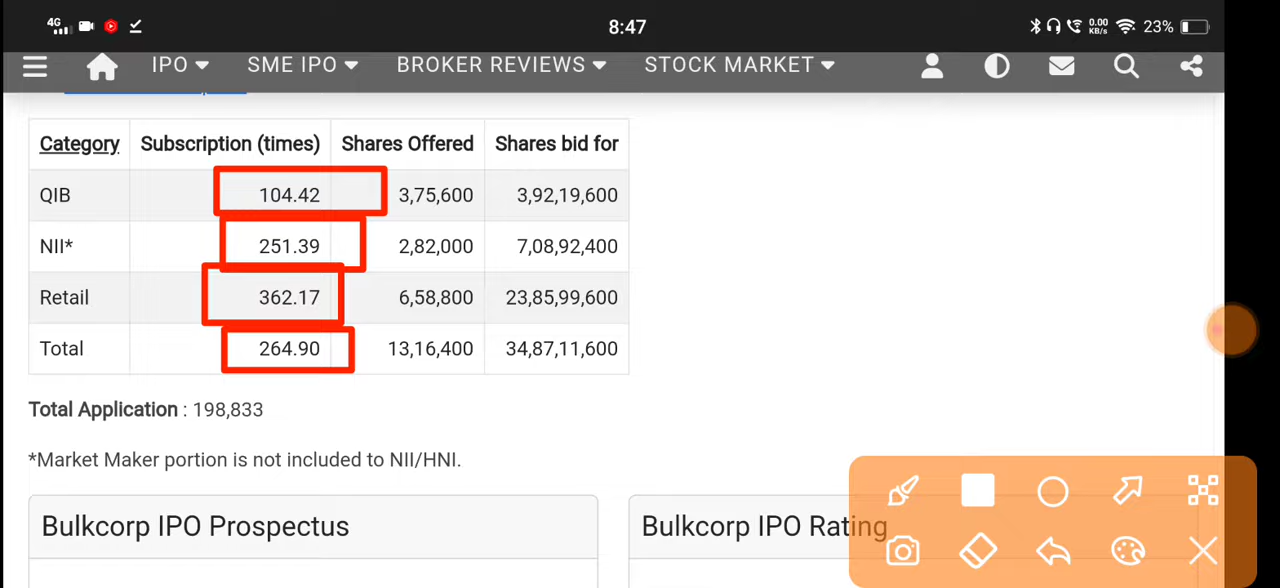 4G 8:47 0.00 KB/s 23%
IPO SME IPO BROKER REVIEWS STOCK MARKET
Category Subscription (times) Shares Offered Shares bid for
QIB 104.42 3,75,600 3,92,19,600
NII* 251.39 2,82,000 7,08,92,400
Retail 362.17 6,58,800 23,85,99,600
Total 264.90 13,16,400 34,87,11,600
Total Application : 198,833
*Market Maker portion is not included to NII/HNI.
Bulkcorp IPO Prospectus Bulkcorp IPO Rating